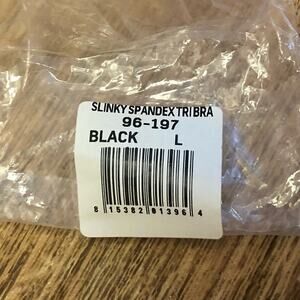 SLINKY SPANDEX TRI BRA
96-197
BLACK L
8 15382 01396 4